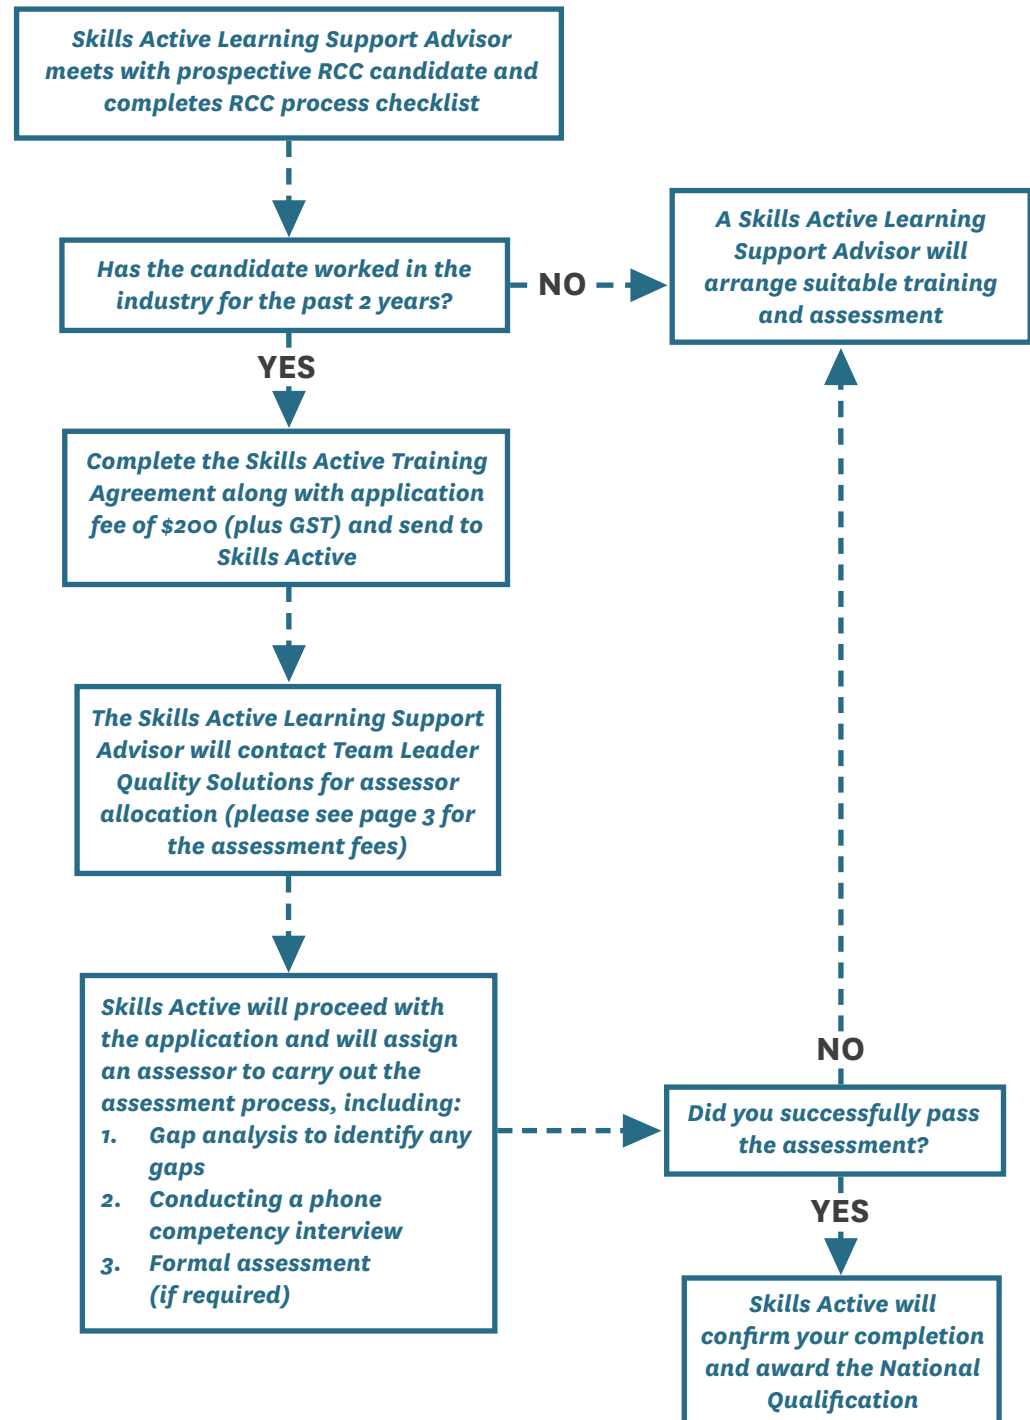 Skills Active Learning Support Advisor
meets with prospective RCC candidate and
completes RCC process checklist
Has the candidate worked in the
industry for the past 2 years?
NO
A Skills Active Learning
Support Advisor will
arrange suitable training
and assessment
YES
Complete the Skills Active Training
Agreement along with application
fee of $200 (plus GST) and send to
Skills Active
The Skills Active Learning Support
Advisor will contact Team Leader
Quality Solutions for assessor
allocation (please see page 3 for
the assessment fees)
Skills Active will proceed with
the application and will assign
an assessor to carry out the
assessment process, including:
1. Gap analysis to identify any
gaps
2. Conducting a phone
competency interview
3. Formal assessment
(if required)
NO
Did you successfully pass
the assessment?
YES
Skills Active will
confirm your completion
and award the National
Qualification